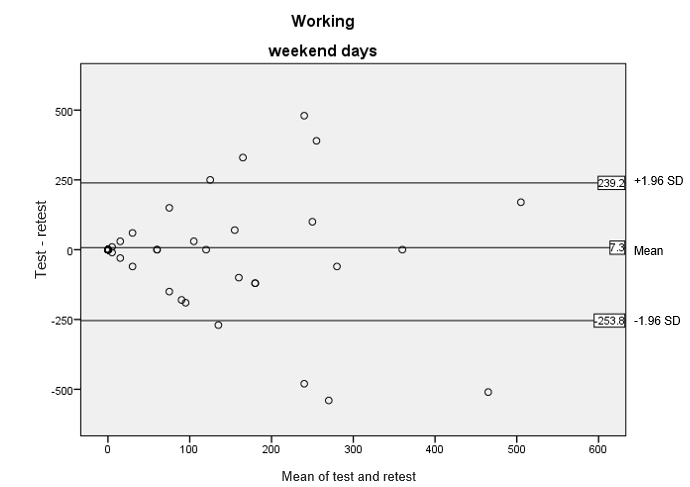 Working
weekend days
Test - retest
500
250
0
-250
-500
239.2
+1.96 SD
7.3
Mean
-253.8
-1.96 SD
0
100
200
300
400
500
600
Mean of test and retest